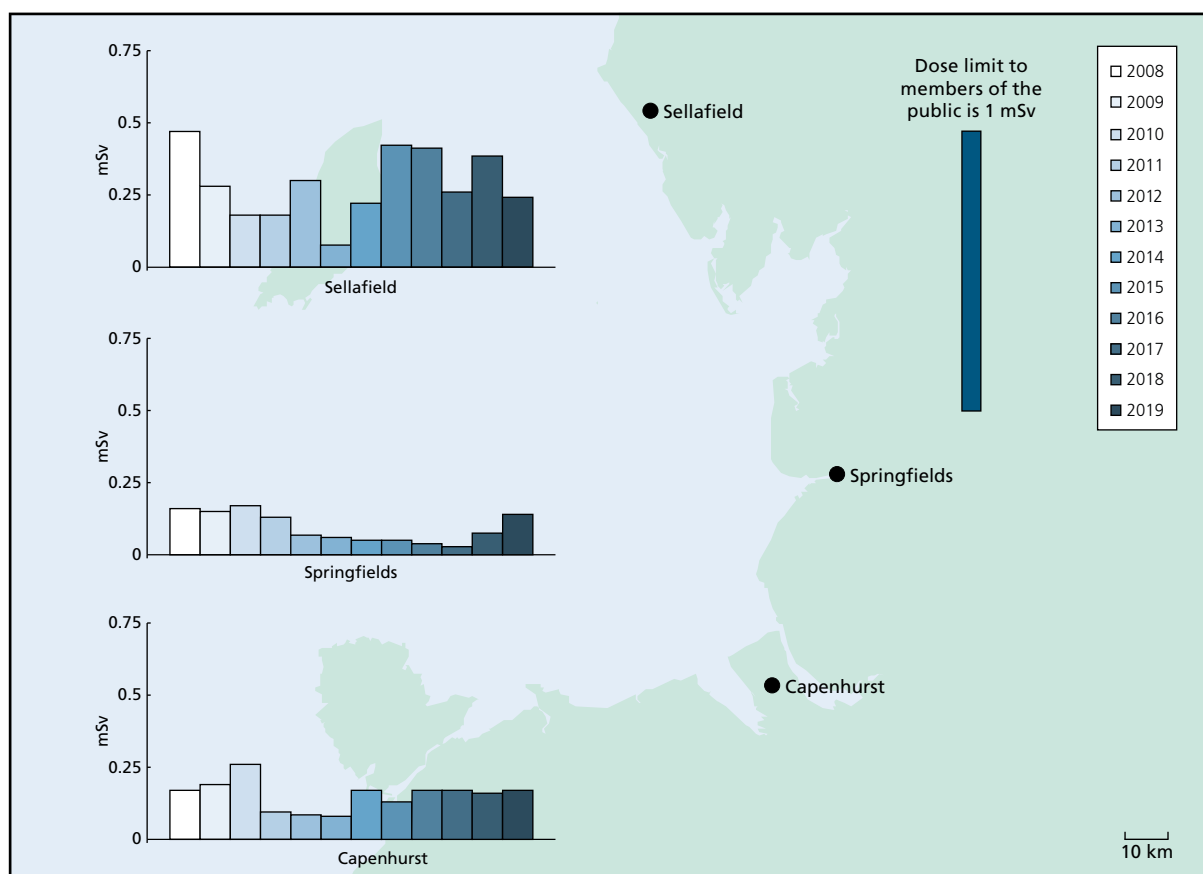 0.75
0.5
0.25
0
mSv
Sellafield
0.75
0.5
0.25
0
mSv
Springfields
0.75
0.5
0.25
0
mSv
Capenhurst
Sellafield
Springfields
Capenhurst
Dose limit to
members of the
public is 1 mSv
2008
2009
2010
2011
2012
2013
2014
2015
2016
2017
2018
2019
10 km